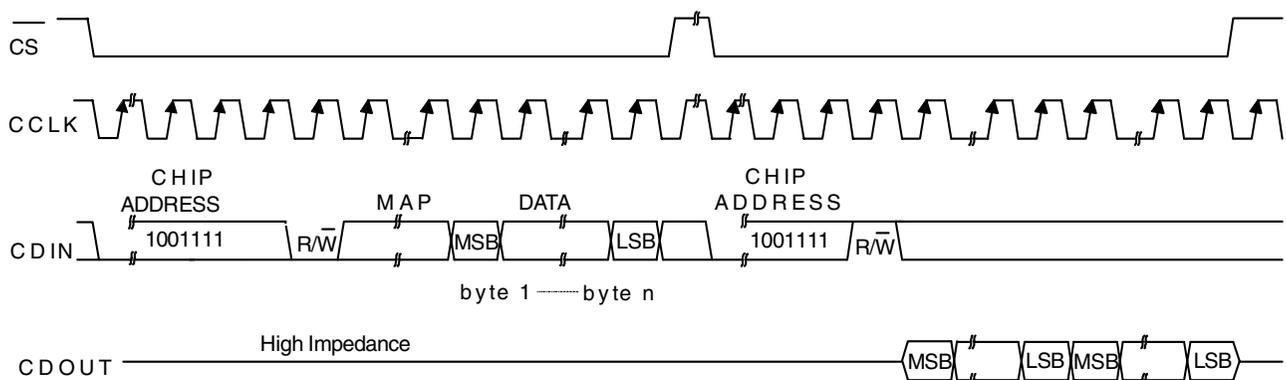 CS
CCLK
CHIP
ADDRESS
MAP
DATA
CHIP
ADDRESS
CDIN
1001111
R/W
MSB
LSB
1001111
R/W
byte 1
byte n
High Impedance
CDOUT
MSB
LSB
MSB
LSB